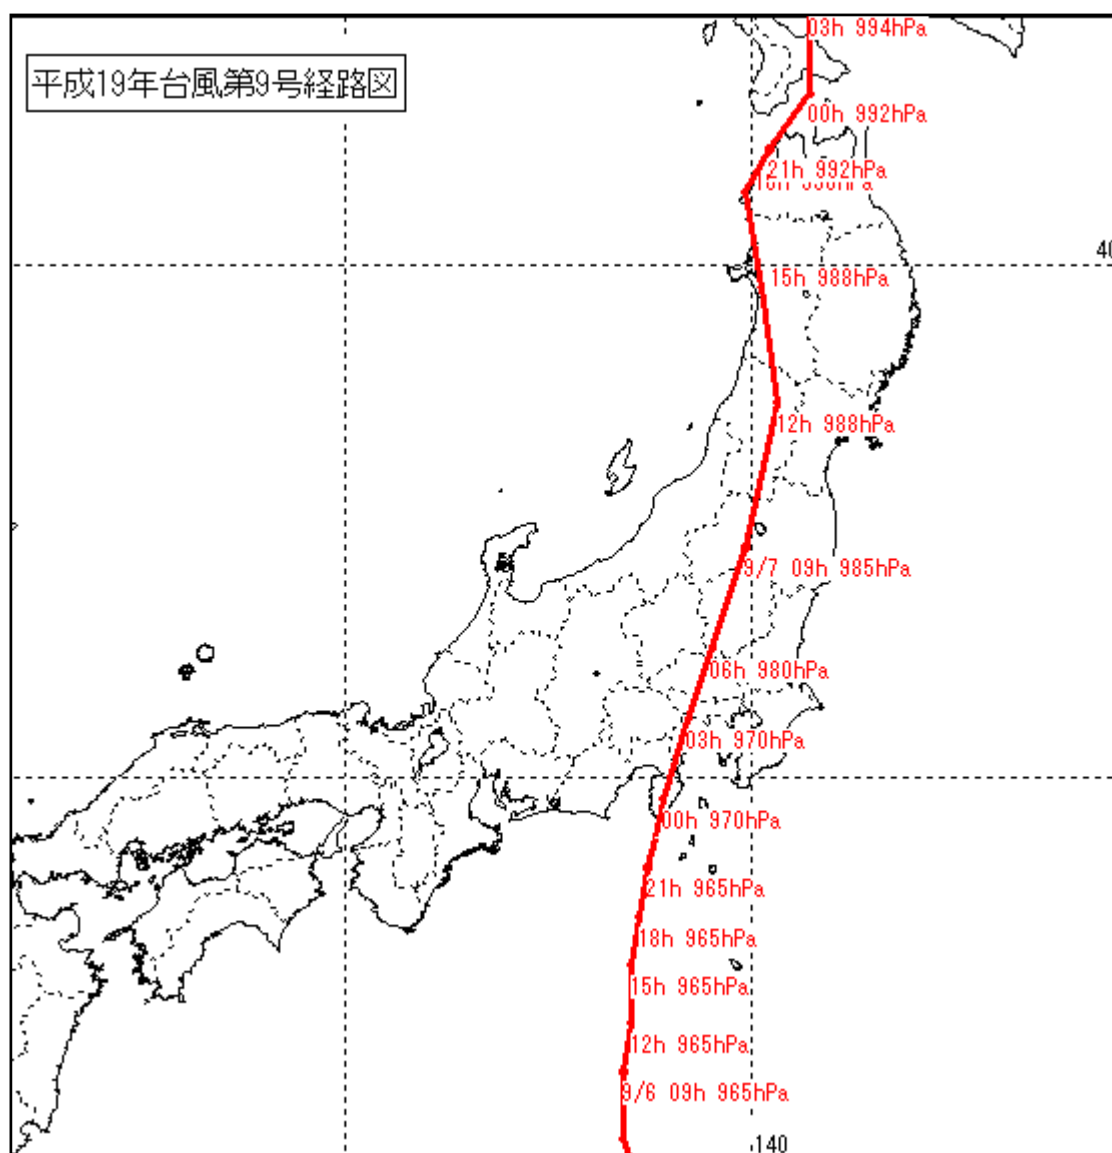 03h 994hPa
平成19年台風第9号経路図
00h 992hPa
21h 992hPa
40
15h 988hPa
12h 988hPa
9/7 09h 985hPa
06h 980hPa
03h 970hPa
00h 970hPa
21h 965hPa
18h 965hPa
15h 965hPa
12h 965hPa
9/6 09h 965hPa
140